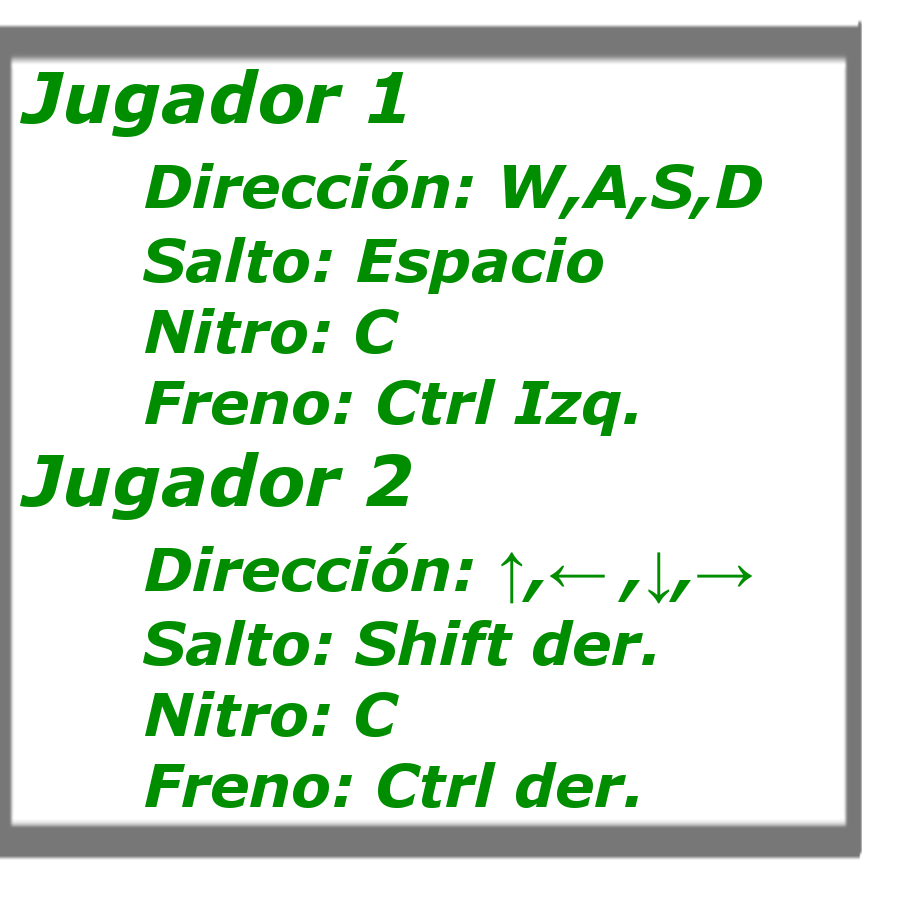 Jugador 1
Dirección: W,A,S,D
Salto: Espacio
Nitro: C
Freno: Ctrl Izq.
Jugador 2
Dirección: ↑,← ,↓,→
Salto: Shift der.
Nitro: C
Freno: Ctrl der.